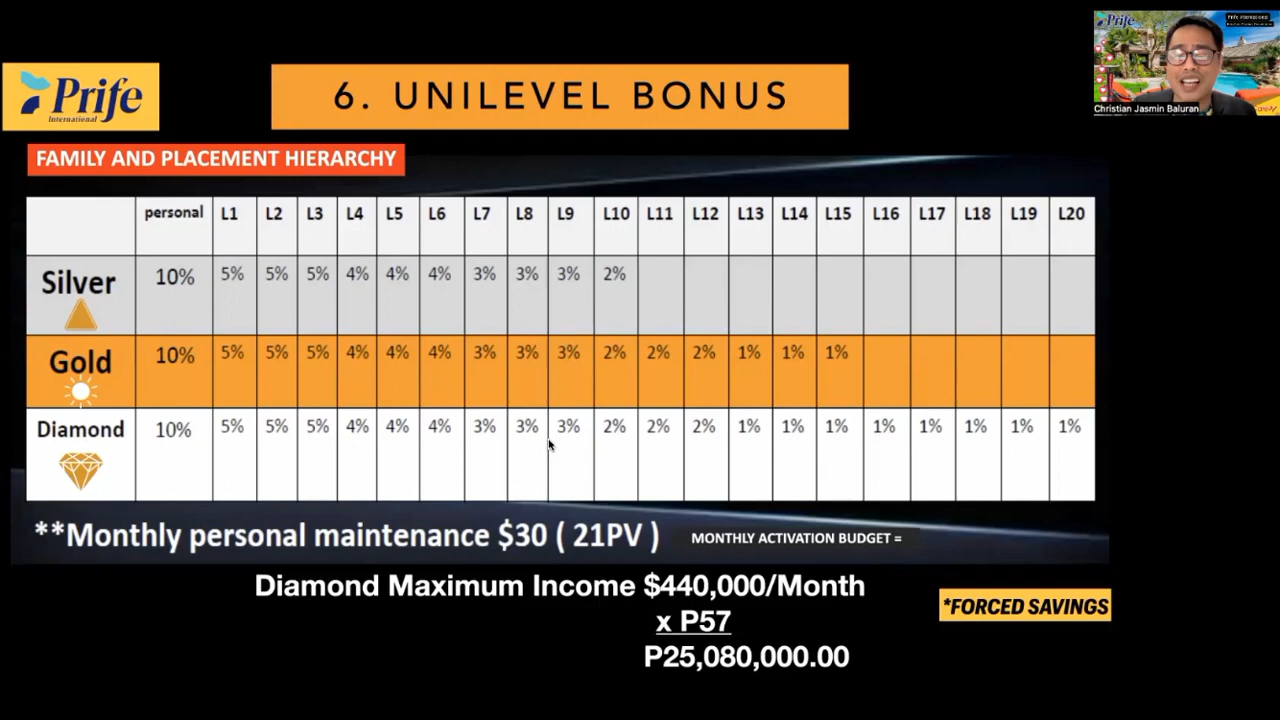 Prife
International
6. UNILEVEL BONUS
Prife
Prife International
Christian Jasmin Baluran
FAMILY AND PLACEMENT HIERARCHY
personal L1 L2 L3 L4 L5 L6 L7 L8 L9 L10 L11 L12 L13 L14 L15 L16 L17 L18 L19 L20
Silver 10% 5% 5% 5% 4% 4% 4% 3% 3% 3% 2%
Gold 10% 5% 5% 5% 4% 4% 4% 3% 3% 3% 2% 2% 2% 1% 1% 1%
Diamond 10% 5% 5% 5% 4% 4% 4% 3% 3% 3% 2% 2% 2% 1% 1% 1% 1% 1% 1% 1% 1%
**Monthly personal maintenance $30 ( 21PV ) MONTHLY ACTIVATION BUDGET =
Diamond Maximum Income $440,000/Month
x P57
*FORCED SAVINGS
P25,080,000.00